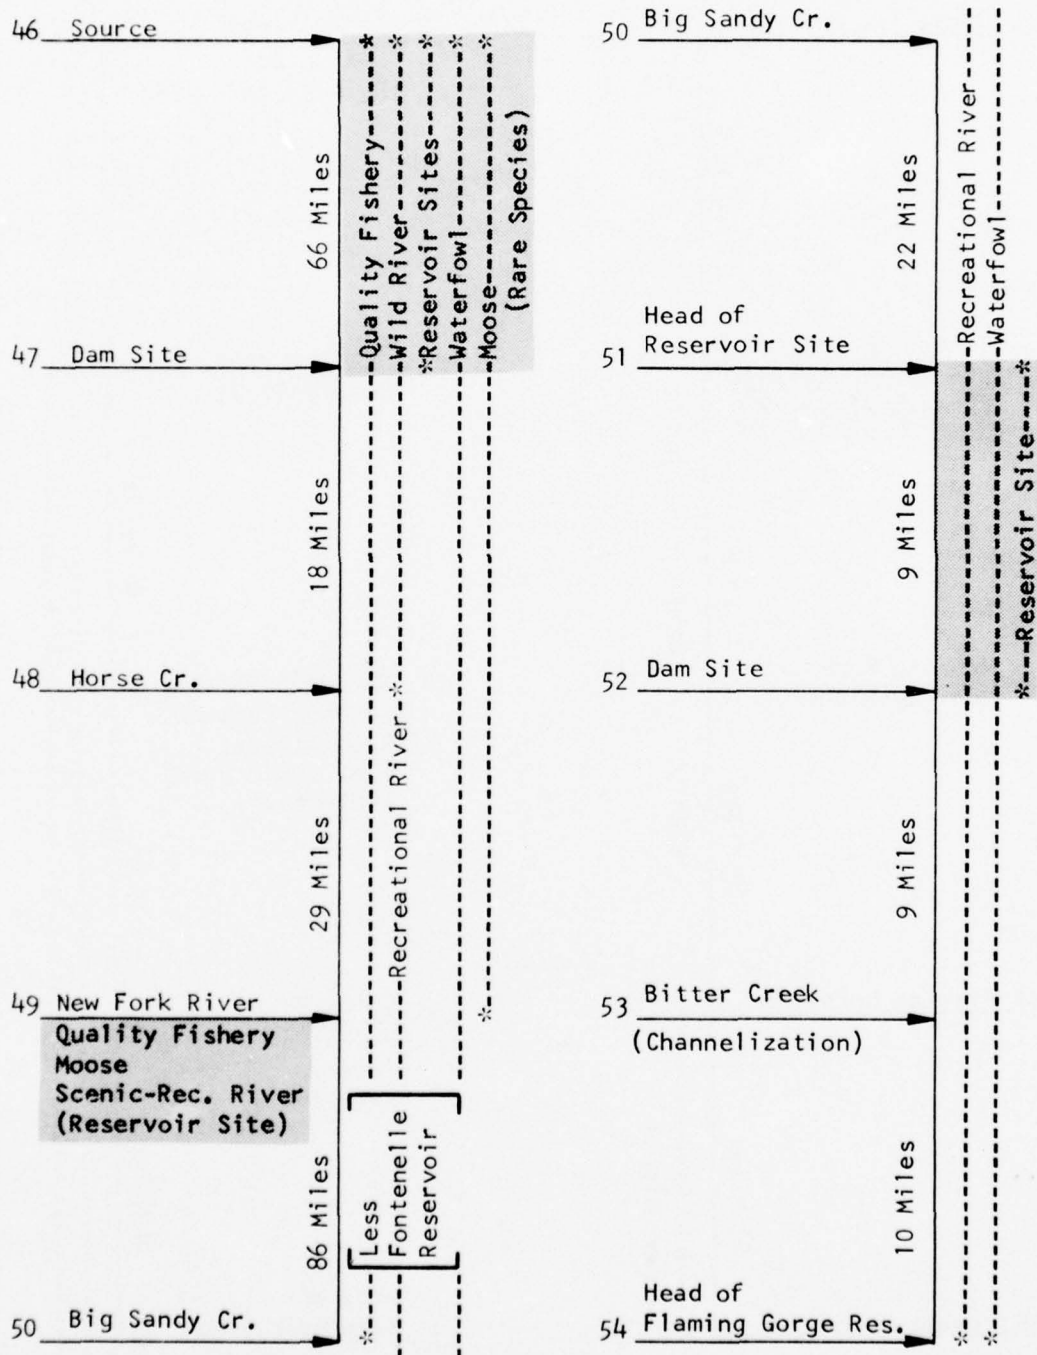 46 Source
66 Miles
Quality Fishery
Wild River
Reservoir Sites
Waterfowl
Moose
(Rare Species)
47 Dam Site
18 Miles
48 Horse Cr.
29 Miles
Recreational River
49 New Fork River
Quality Fishery
Moose
Scenic-Rec. River
(Reservoir Site)
86 Miles
Less
Fontenelle
Reservoir
50 Big Sandy Cr.
50 Big Sandy Cr.
22 Miles
Recreational River
Waterfowl
51 Head of
Reservoir Site
9 Miles
Reservoir Site
52 Dam Site
9 Miles
53 Bitter Creek
(Channelization)
10 Miles
Head of
54 Flaming Gorge Res.